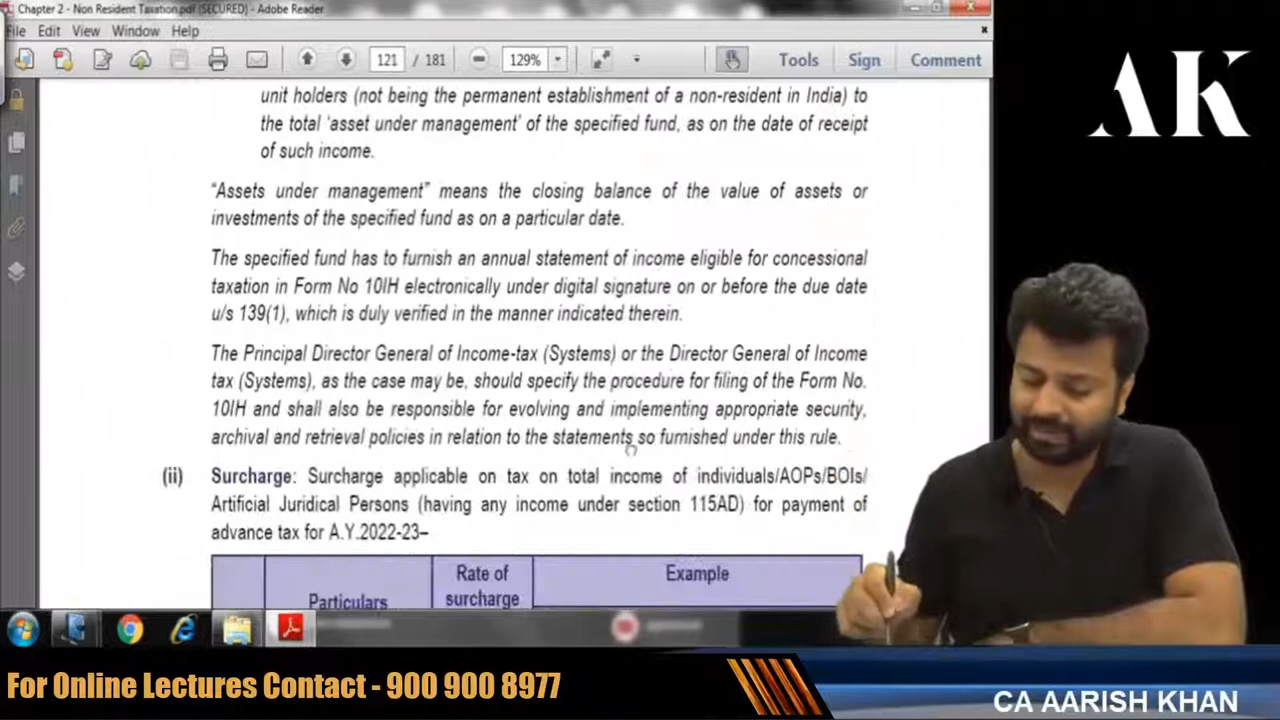 Chapter 2 - Non Resident Taxation.pdf (SECURED) - Adobe Reader
File Edit View Window Help
121 / 181 129% Tools Sign Comment
AK
unit holders (not being the permanent establishment of a non-resident in India) to
the total ‘asset under management’ of the specified fund, as on the date of receipt
of such income.
“Assets under management” means the closing balance of the value of assets or
investments of the specified fund as on a particular date.
The specified fund has to furnish an annual statement of income eligible for concessional
taxation in Form No 10IH electronically under digital signature on or before the due date
u/s 139(1), which is duly verified in the manner indicated therein.
The Principal Director General of Income-tax (Systems) or the Director General of Income
tax (Systems), as the case may be, should specify the procedure for filing of the Form No.
10IH and shall also be responsible for evolving and implementing appropriate security,
archival and retrieval policies in relation to the statements so furnished under this rule.
(ii) Surcharge: Surcharge applicable on tax on total income of individuals/AOPs/BOIs/
Artificial Juridical Persons (having any income under section 115AD) for payment of
advance tax for A.Y.2022-23–
Particulars
Rate of
surcharge
Example
For Online Lectures Contact - 900 900 8977
CA AARISH KHAN